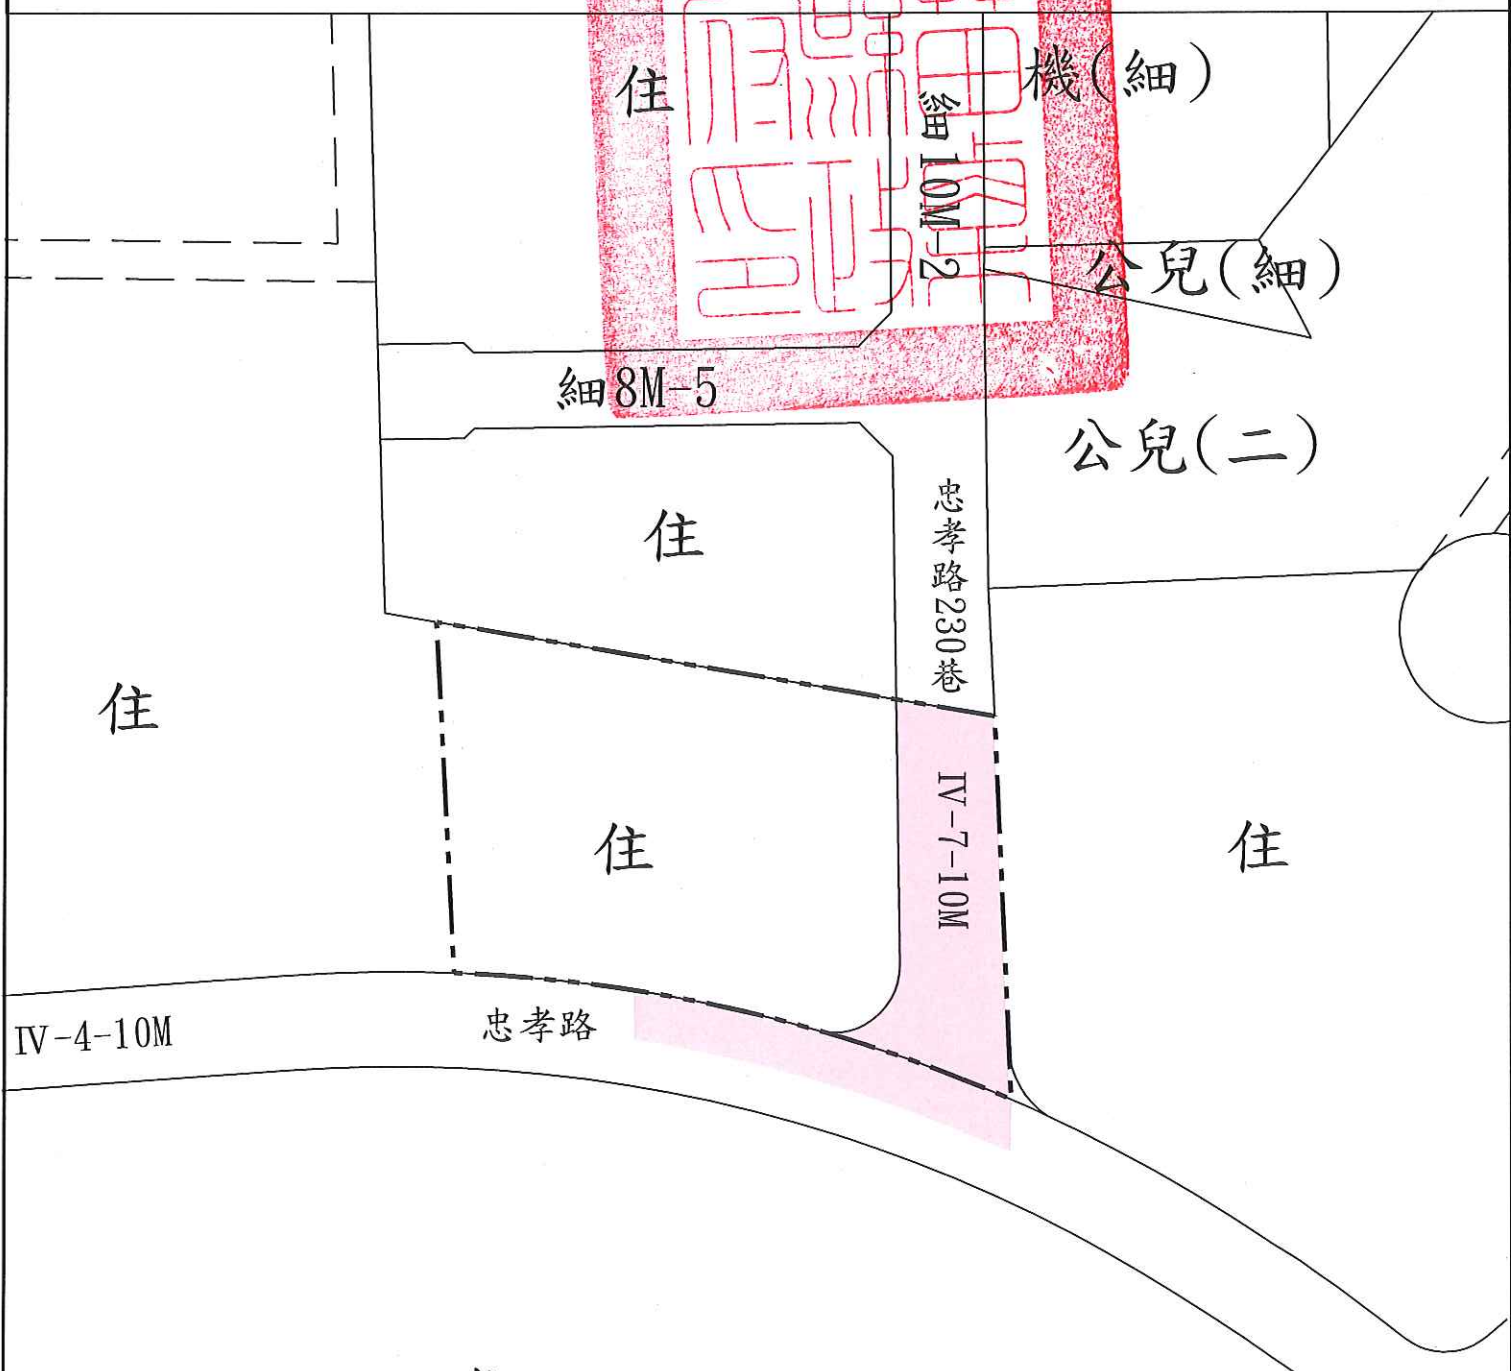 住
機(細)
細10M-2
公兒(細)
細8M-5
公兒(二)
忠孝路230巷
住
住
住
住
IV-7-10M
IV-4-10M
忠孝路